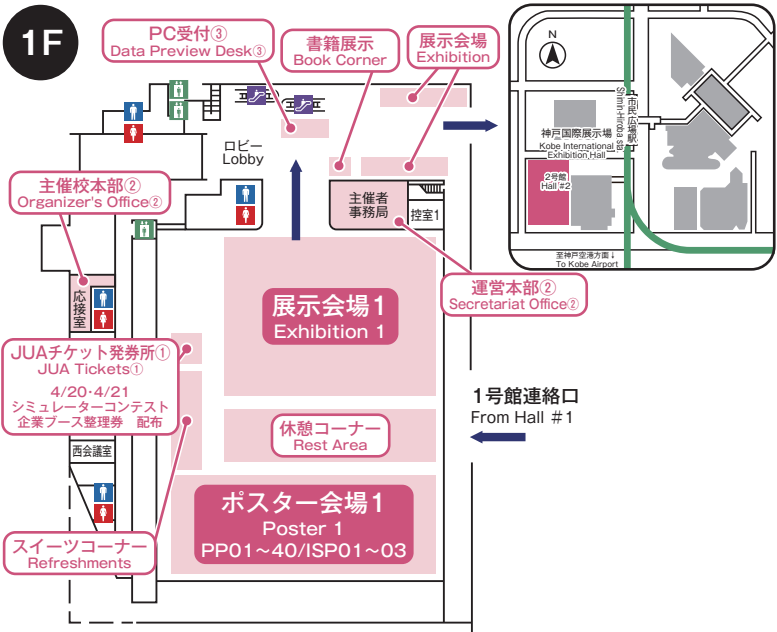 1F
PC受付③
Data Preview Desk③
書籍展示
Book Corner
展示会場
Exhibition
ロビー
Lobby
主催校本部②
Organizer's Office②
主催者
事務局
控室1
運営本部②
Secretariat Office②
応接室
展示会場1
Exhibition 1
JUAチケット発券所①
JUA Tickets①
4/20・4/21
シミュレーターコンテスト
企業ブース整理券 配布
1号館連絡口
From Hall #1
休憩コーナー
Rest Area
西会議室
ポスター会場1
Poster 1
PP01～40/ISP01～03
スイーツコーナー
Refreshments
N
市民広場駅
Shimin-Hiroba sta.
神戸国際展示場
Kobe International
Exhibition Hall
2号館
Hall #2
至神戸空港方面↓
To Kobe Airport